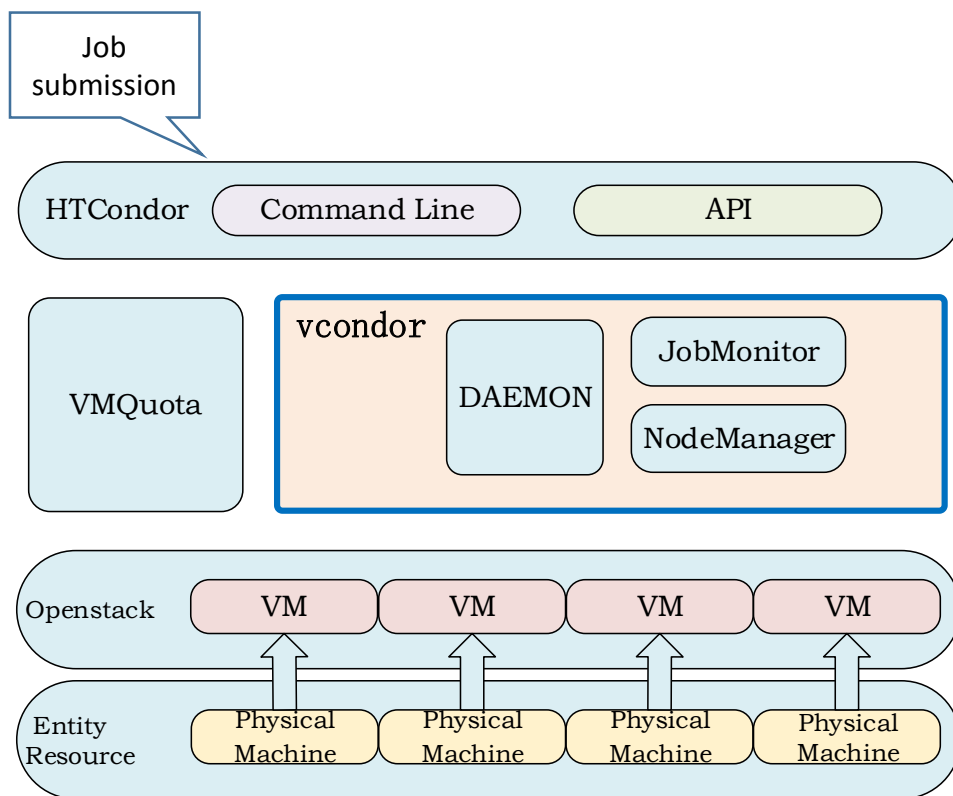 Job
submission
HTCondor
Command Line
API
VMQuota
vcondor
DAEMON
JobMonitor
NodeManager
Openstack
VM
VM
VM
VM
Entity
Resource
Physical
Machine
Physical
Machine
Physical
Machine
Physical
Machine